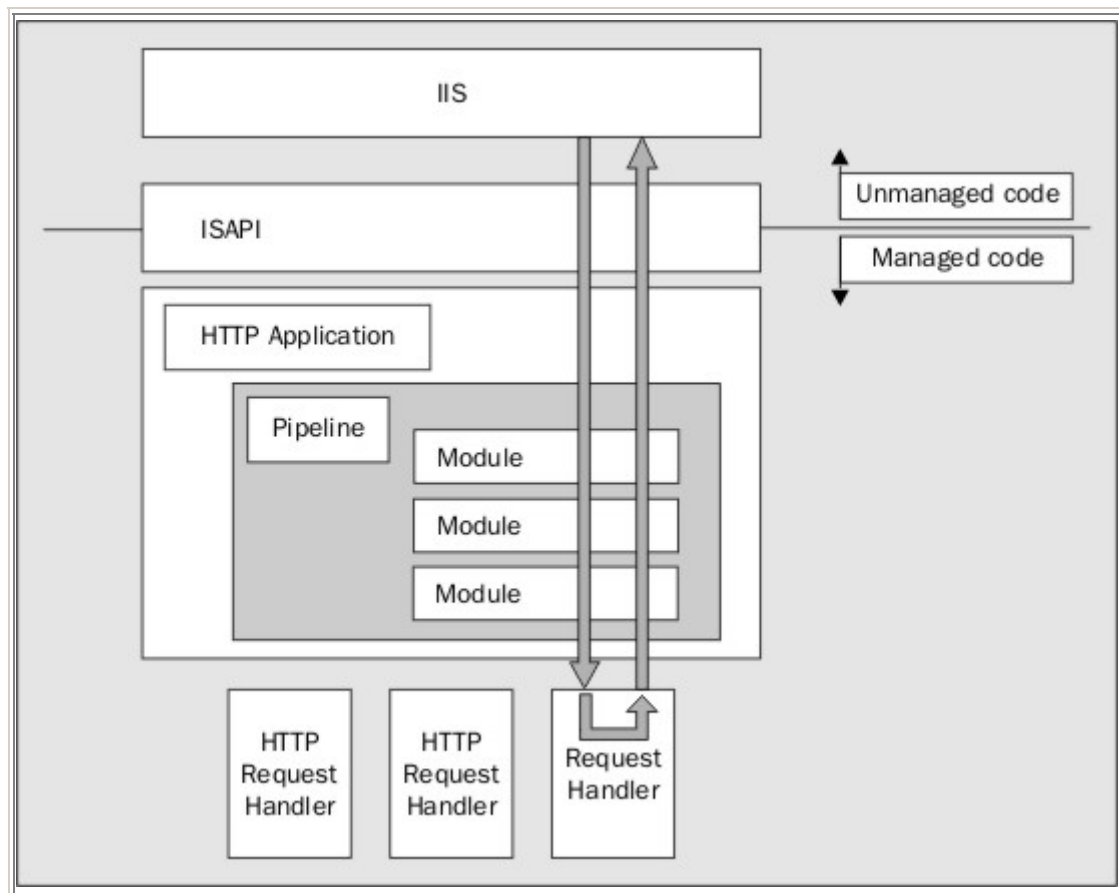 IIS
ISAPI
Unmanaged code
Managed code
HTTP Application
Pipeline
Module
Module
Module
HTTP
Request
Handler
HTTP
Request
Handler
Request
Handler